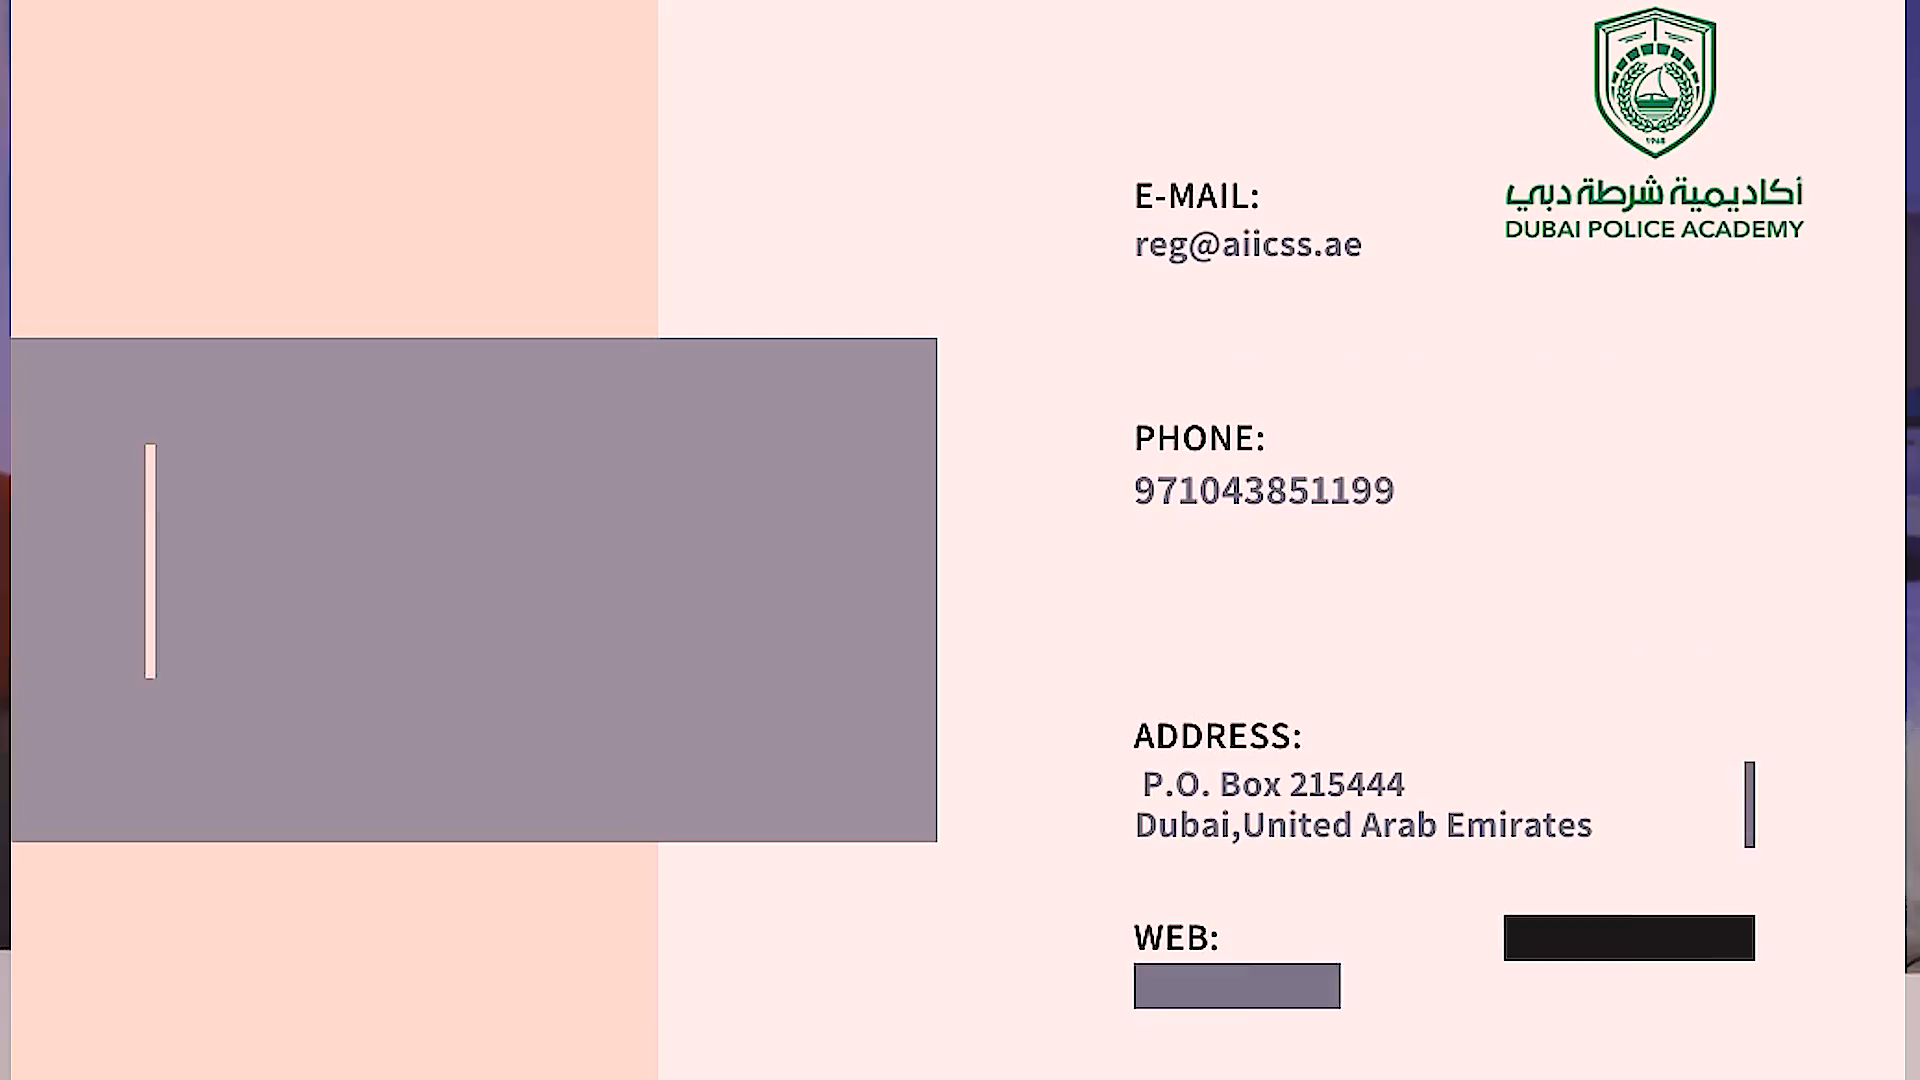 1968
أكاديمية شرطة دبي
DUBAI POLICE ACADEMY
E-MAIL:
reg@aiicss.ae
PHONE:
971043851199
ADDRESS:
P.O. Box 215444
Dubai,United Arab Emirates
WEB: